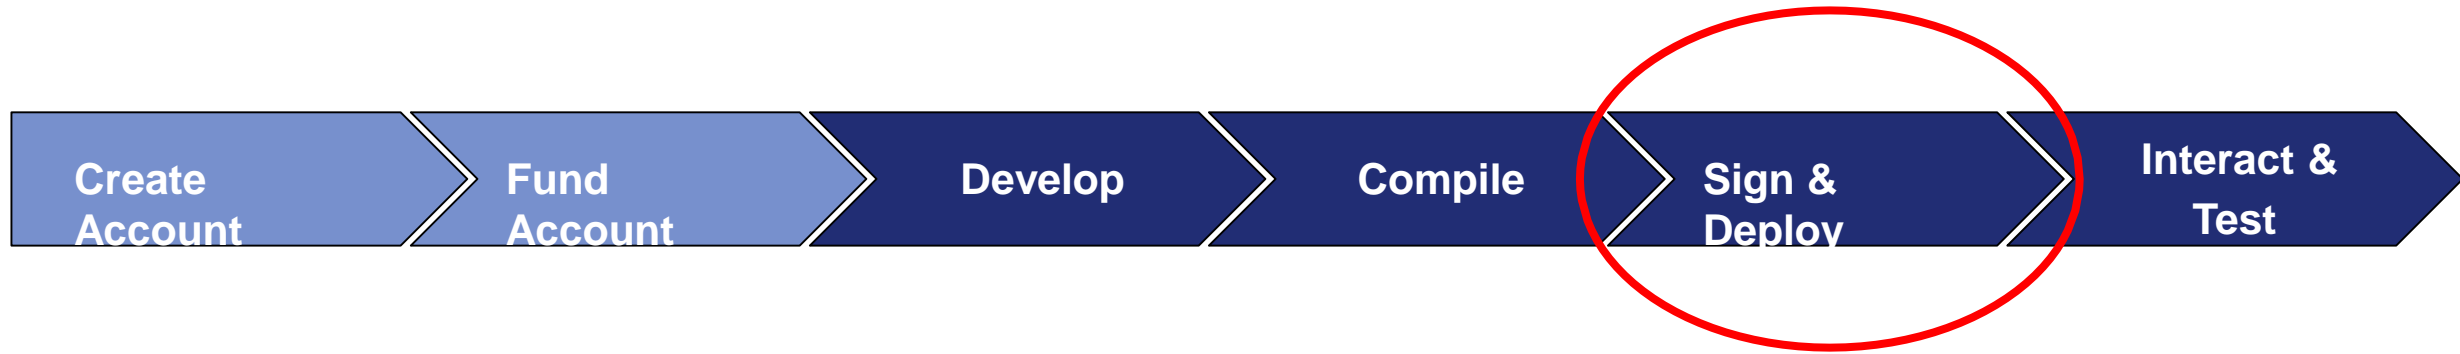 Create
Account
Fund
Account
Develop
Compile
Sign &
Deploy
Interact &
Test